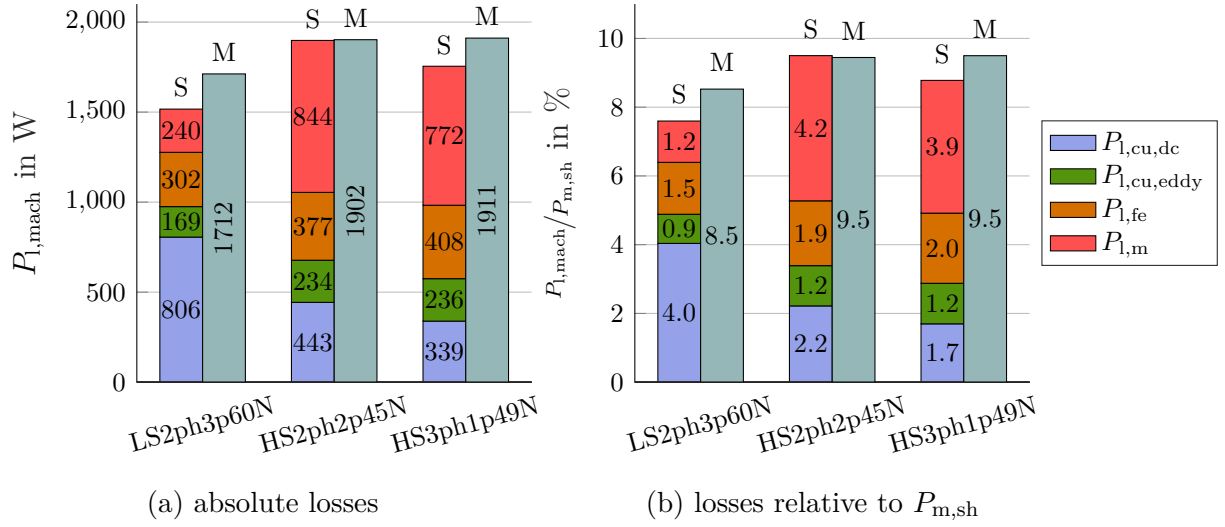 P_l,mach in W
2,000
1,500
1,000
500
0
S
M
240
302
169
806
1712
S
M
844
377
234
443
1902
S
M
772
408
236
339
1911
LS2ph3p60N
HS2ph2p45N
HS3ph1p49N
(a) absolute losses
P_l,mach/P_m,sh in %
10
8
6
4
2
0
S
M
1.2
1.5
0.9
4.0
8.5
S
M
4.2
1.9
1.2
2.2
9.5
S
M
3.9
2.0
1.2
1.7
9.5
LS2ph3p60N
HS2ph2p45N
HS3ph1p49N
(b) losses relative to P_m,sh
P_l,cu,dc
P_l,cu,eddy
P_l,fe
P_l,m